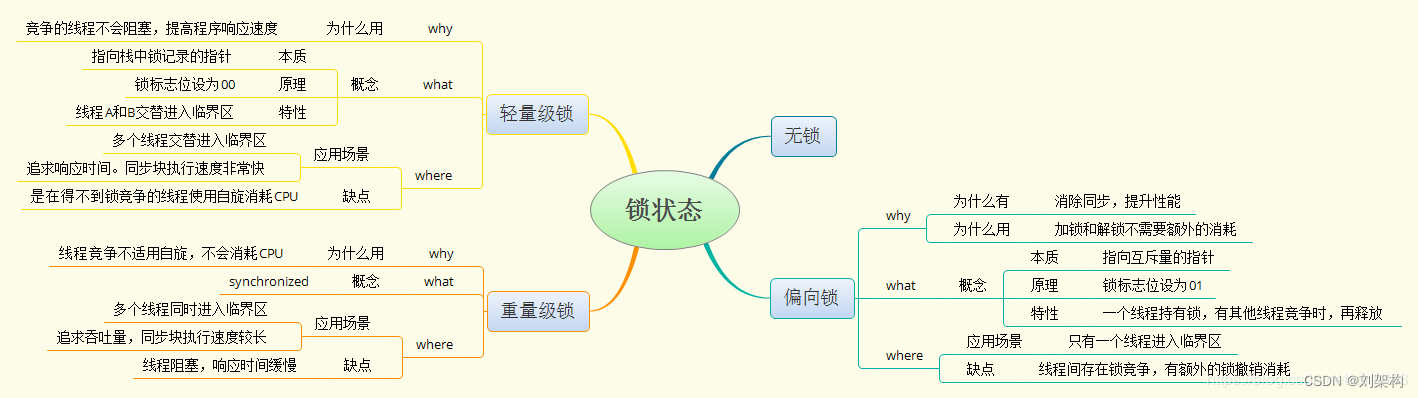 锁状态
轻量级锁
why
为什么用
竞争的线程不会阻塞，提高程序响应速度
what
概念
本质
指向栈中锁记录的指针
原理
锁标志位设为00
特性
线程A和B交替进入临界区
where
应用场景
多个线程交替进入临界区
追求响应时间。同步块执行速度非常快
缺点
是在得不到锁竞争的线程使用自旋消耗CPU
重量级锁
why
为什么用
线程竞争不适用自旋，不会消耗CPU
what
概念
synchronized
where
应用场景
多个线程同时进入临界区
追求吞吐量，同步块执行速度较长
缺点
线程阻塞，响应时间缓慢
无锁
偏向锁
why
为什么有
消除同步，提升性能
为什么用
加锁和解锁不需要额外的消耗
what
概念
本质
指向互斥量的指针
原理
锁标志位设为01
特性
一个线程持有锁，有其他线程竞争时，再释放
where
应用场景
只有一个线程进入临界区
缺点
线程间存在锁竞争，有额外的锁撤销消耗
CSDN @刘架构